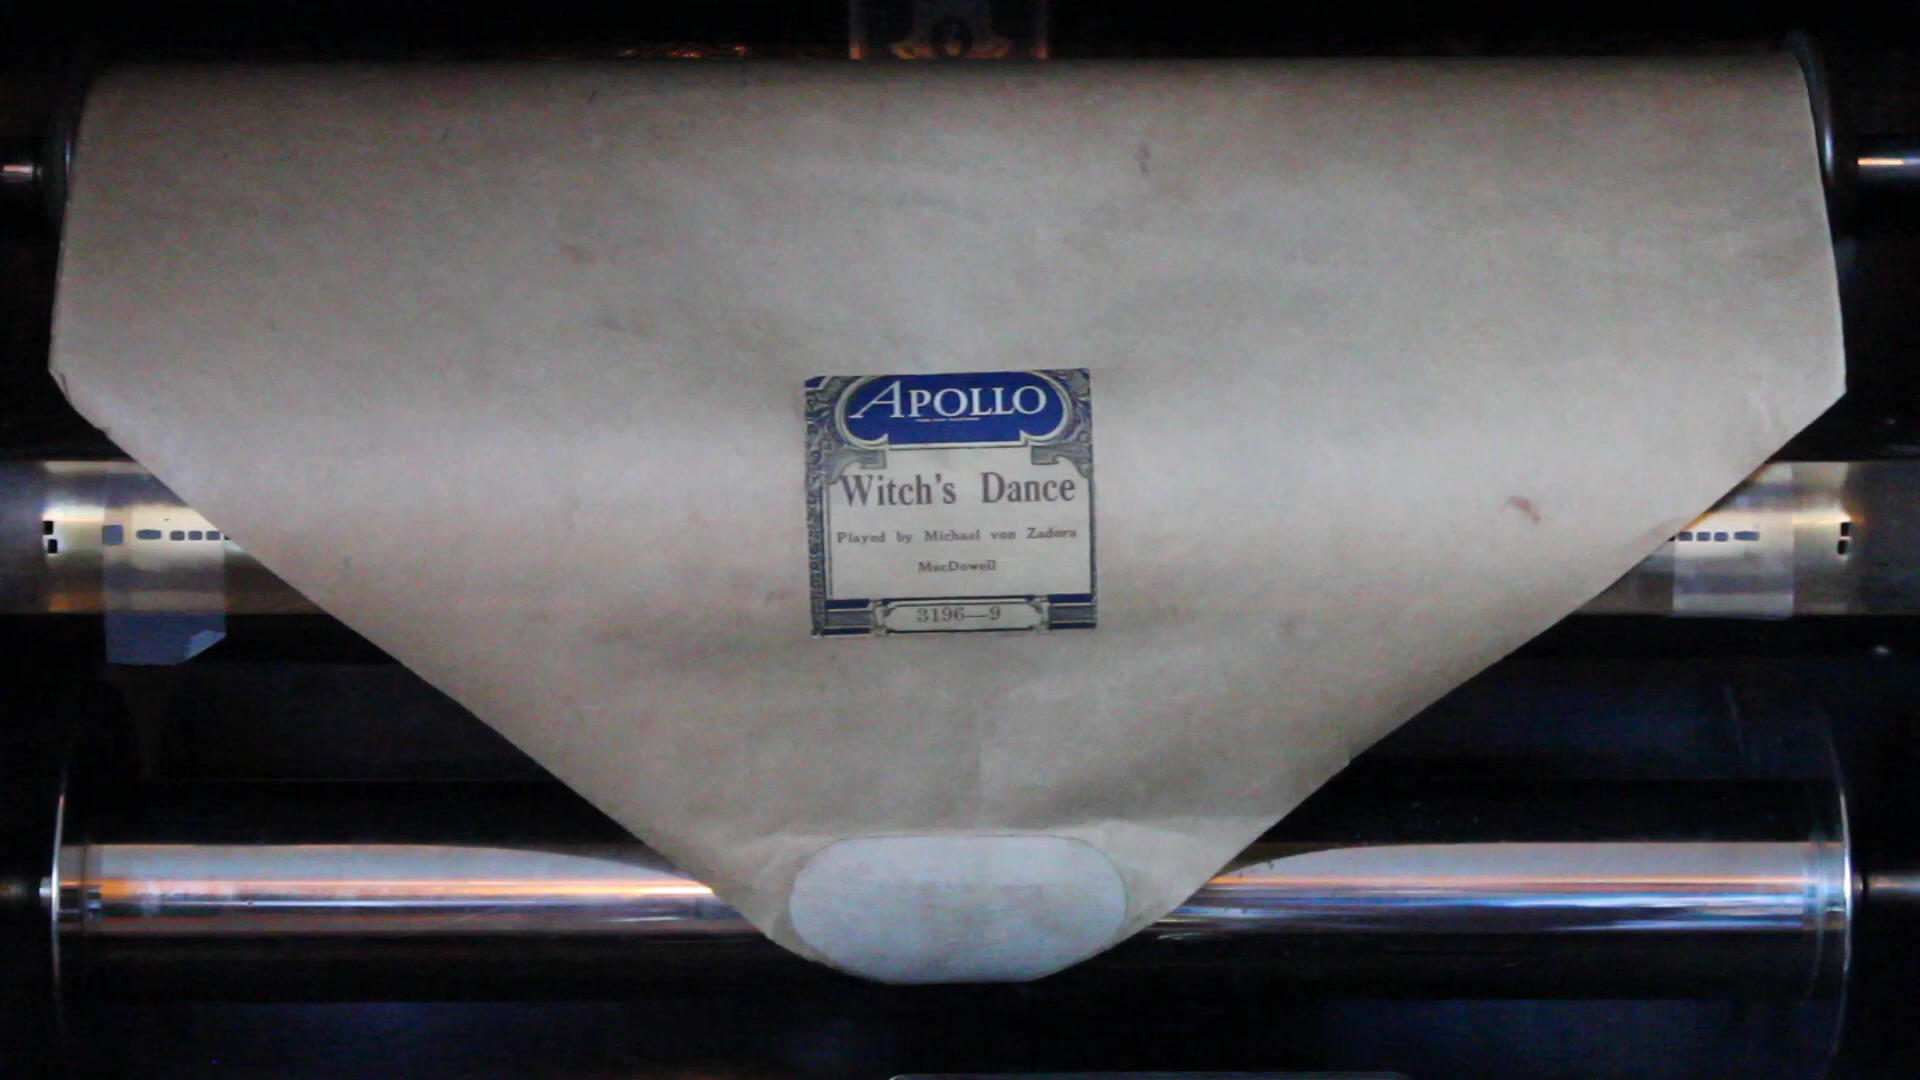 APOLLO
Witch's Dance
Played by Michael von Zadora
MacDowell
3196—9